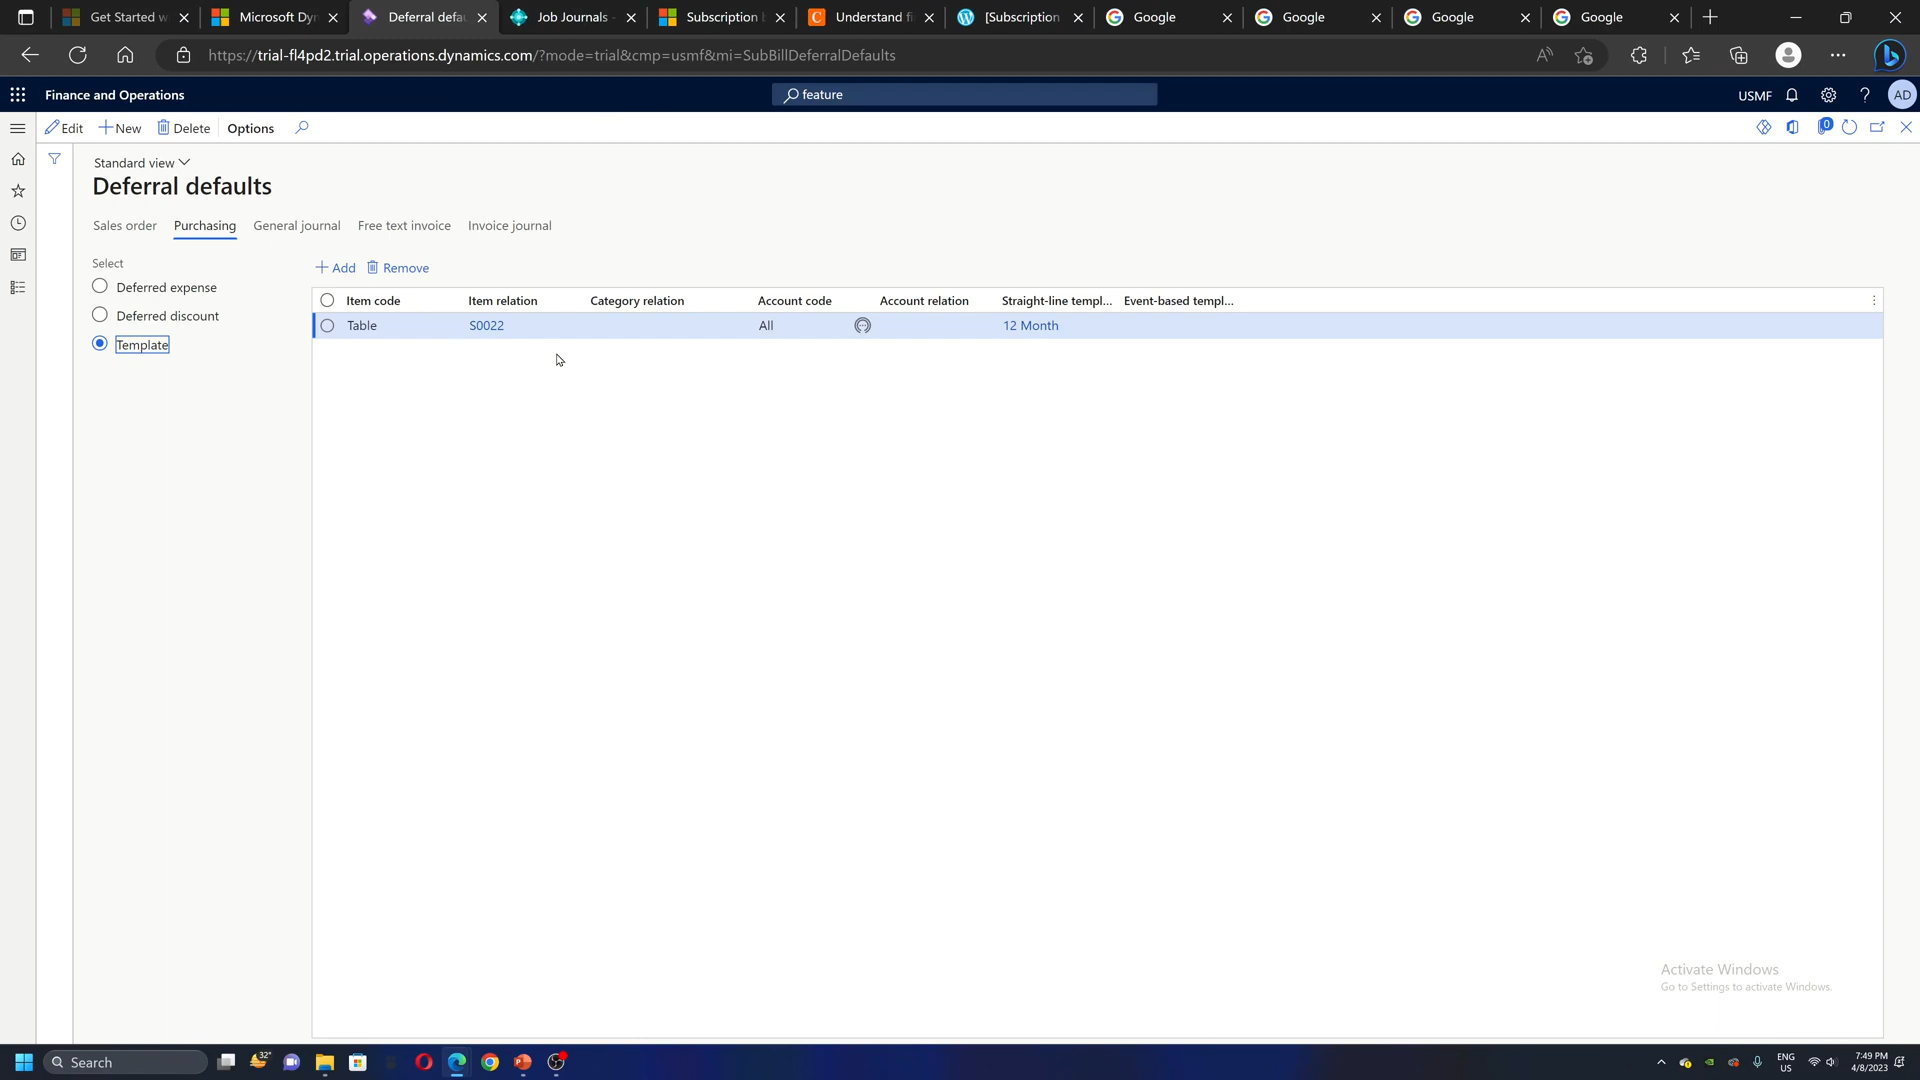 Get Started w
Microsoft Dyn
Deferral defau
Job Journals -
Subscription b
Understand fi
[Subscription
Google
Google
Google
Google
https://trial-fl4pd2.trial.operations.dynamics.com/?mode=trial&cmp=usmf&mi=SubBillDeferralDefaults
Finance and Operations
feature
USMF
AD
Edit
New
Delete
Options
0
Standard view
Deferral defaults
Sales order
Purchasing
General journal
Free text invoice
Invoice journal
Select
Deferred expense
Deferred discount
Template
Add
Remove
Item code Item relation Category relation Account code Account relation Straight-line templ... Event-based templ...
Table S0022 All 12 Month
Activate Windows
Go to Settings to activate Windows.
Search
32°
ENG
US
7:49 PM
4/8/2023